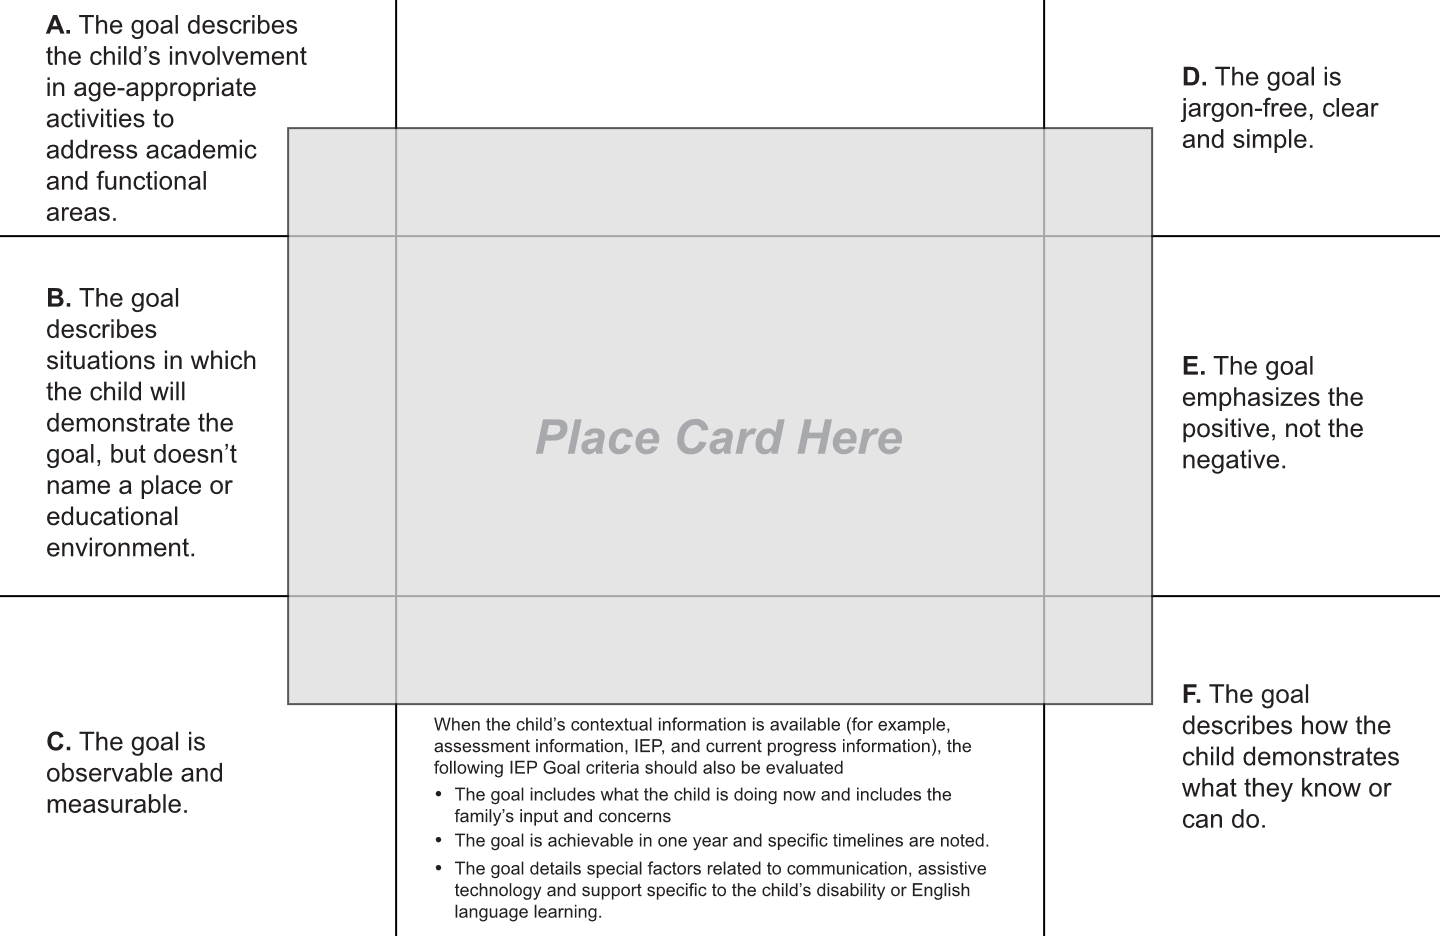 A. The goal describes
the child’s involvement
in age-appropriate
activities to
address academic
and functional
areas.
B. The goal
describes
situations in which
the child will
demonstrate the
goal, but doesn’t
name a place or
educational
environment.
C. The goal is
observable and
measurable.
Place Card Here
When the child’s contextual information is available (for example,
assessment information, IEP, and current progress information), the
following IEP Goal criteria should also be evaluated
• The goal includes what the child is doing now and includes the
family’s input and concerns
• The goal is achievable in one year and specific timelines are noted.
• The goal details special factors related to communication, assistive
technology and support specific to the child’s disability or English
language learning.
D. The goal is
jargon-free, clear
and simple.
E. The goal
emphasizes the
positive, not the
negative.
F. The goal
describes how the
child demonstrates
what they know or
can do.